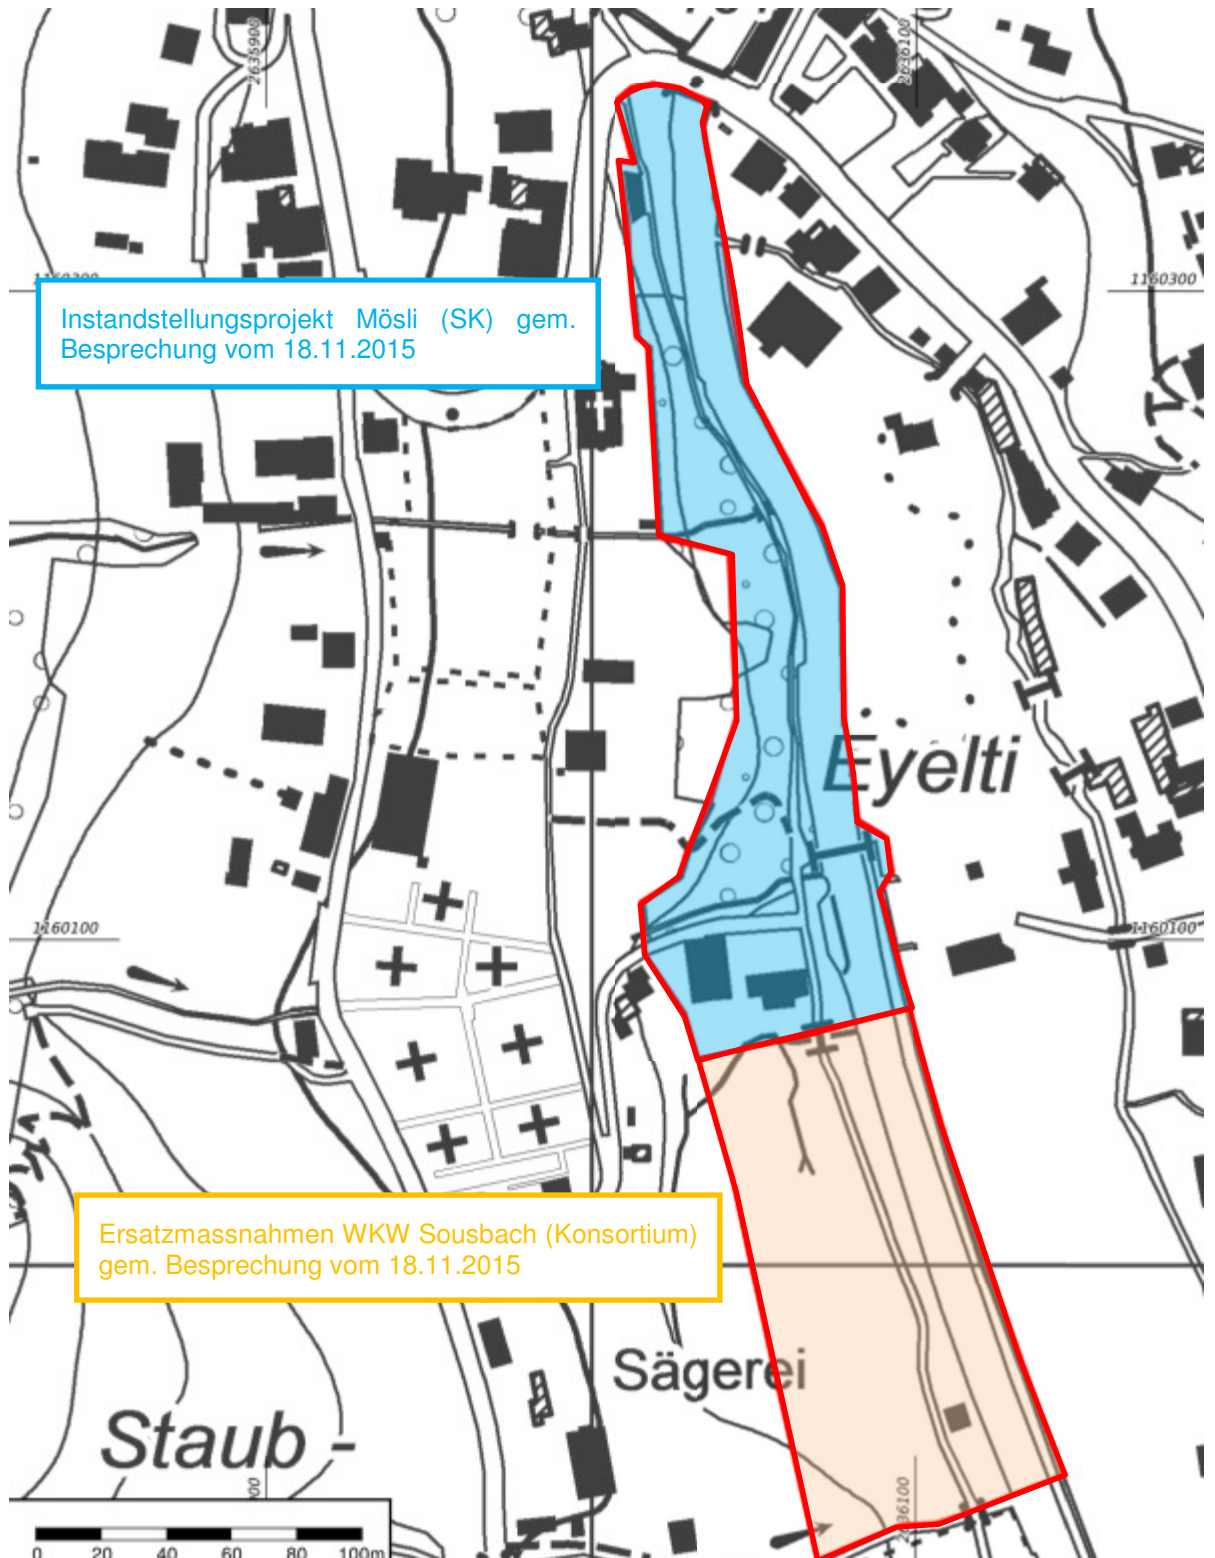 2635900
2636100
1160300
1160300
Instandstellungsprojekt Mösli (SK) gem.
Besprechung vom 18.11.2015
Eyelti
1160100
1160100
Ersatzmassnahmen WKW Sousbach (Konsortium)
gem. Besprechung vom 18.11.2015
Sägerei
Staub -
2636100
0 20 40 60 80 100m